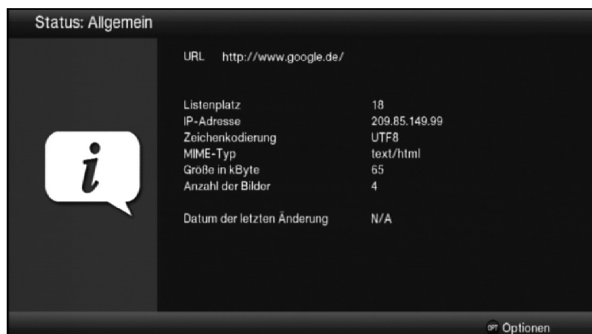 Status: Allgemein
URL http://www.google.de/
Listenplatz 18
IP-Adresse 209.85.149.99
Zeichenkodierung UTF8
MIME-Typ text/html
Größe in kByte 65
Anzahl der Bilder 4
Datum der letzten Änderung N/A
OPT Optionen